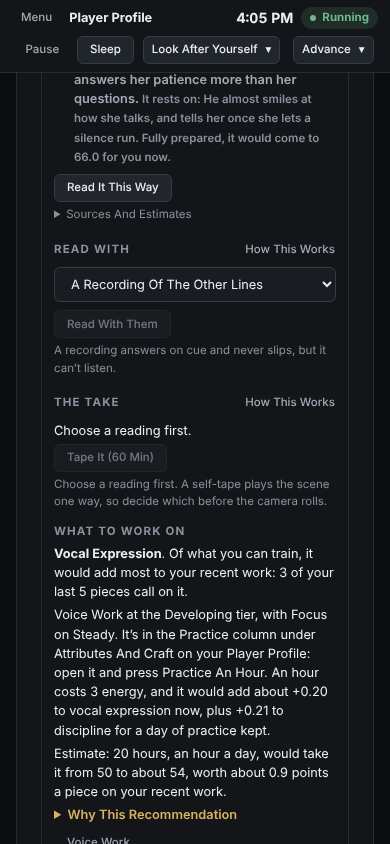 Menu Player Profile 4:05 PM Running
Pause Sleep Look After Yourself ▾ Advance ▾
answers her patience more than her
questions. It rests on: He almost smiles at
how she talks, and tells her once she lets a
silence run. Fully prepared, it would come to
66.0 for you now.
Read It This Way
▶ Sources And Estimates
READ WITH How This Works
A Recording Of The Other Lines
Read With Them
A recording answers on cue and never slips, but it
can't listen.
THE TAKE How This Works
Choose a reading first.
Tape It (60 Min)
Choose a reading first. A self-tape plays the scene
one way, so decide which before the camera rolls.
WHAT TO WORK ON
Vocal Expression. Of what you can train, it
would add most to your recent work: 3 of your
last 5 pieces call on it.
Voice Work at the Developing tier, with Focus
on Steady. It's in the Practice column under
Attributes And Craft on your Player Profile:
open it and press Practice An Hour. An hour
costs 3 energy, and it would add about +0.20
to vocal expression now, plus +0.21 to
discipline for a day of practice kept.
Estimate: 20 hours, an hour a day, would take
it from 50 to about 54, worth about 0.9 points
a piece on your recent work.
▶ Why This Recommendation
Voice Work